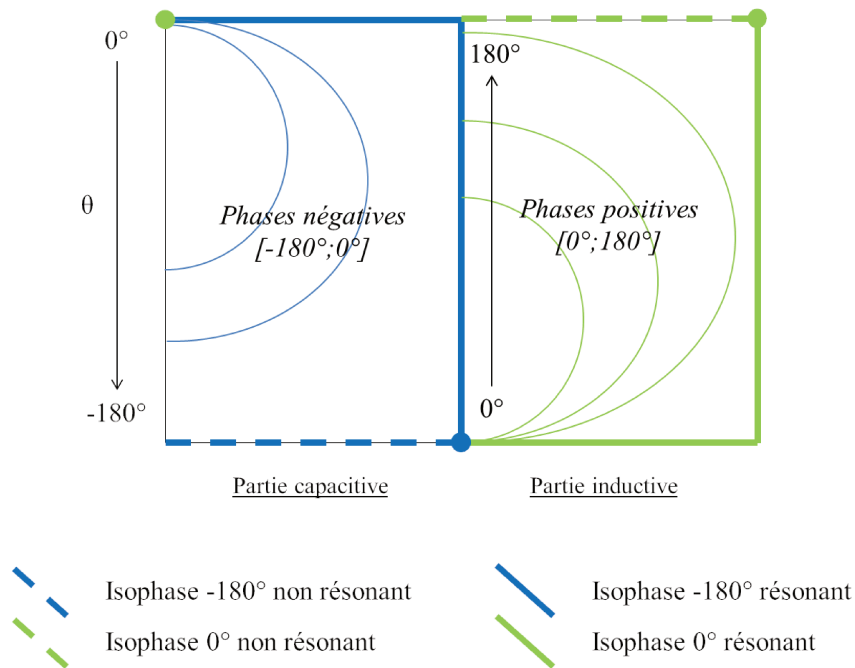 0°
180°
θ
Phases négatives
[-180°;0°]
Phases positives
[0°;180°]
-180°
0°
Partie capacitive
Partie inductive
Isophase -180° non résonant
Isophase -180° résonant
Isophase 0° non résonant
Isophase 0° résonant